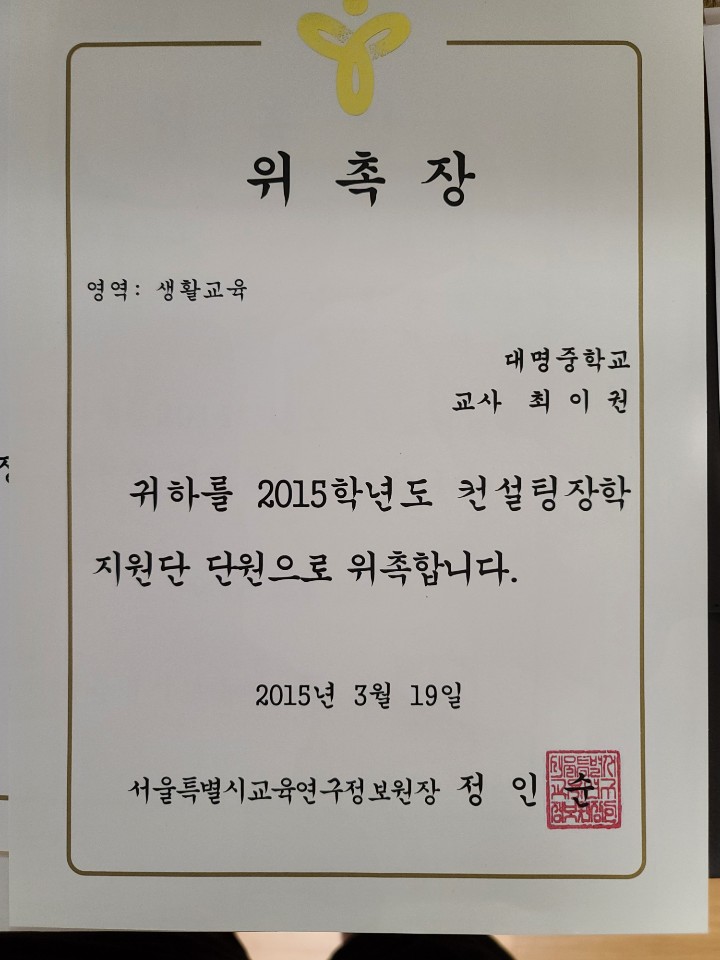 위 촉 장
영역: 생활교육
대명중학교
교사 최 이 권
귀하를 2015학년도 컨설팅장학
지원단 단원으로 위촉합니다.
2015년 3월 19일
서울특별시교육연구정보원장 정 인 순